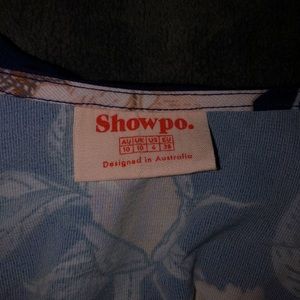 Showpo.
AU UK US EU
10 10 6 38
Designed in Australia